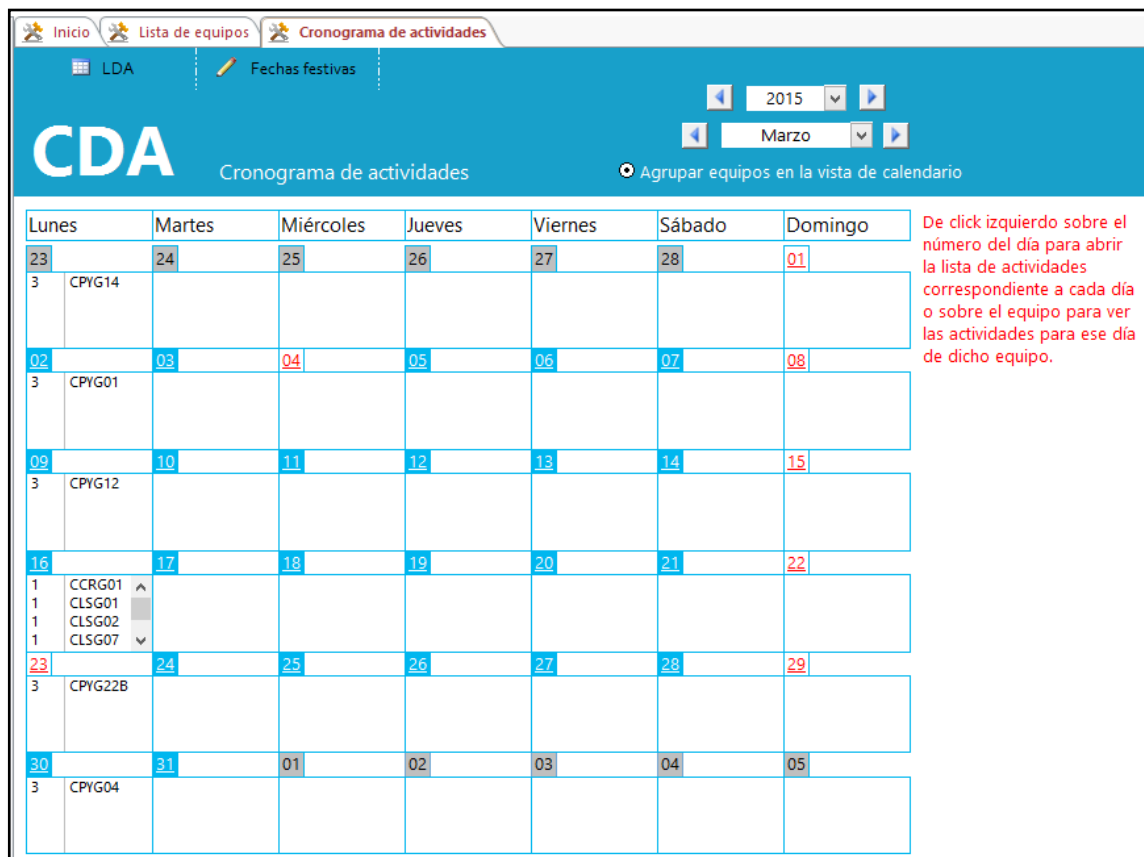 Inicio Lista de equipos Cronograma de actividades
LDA Fechas festivas
2015
Marzo
CDA Cronograma de actividades
Agrupar equipos en la vista de calendario
Lunes Martes Miércoles Jueves Viernes Sábado Domingo
23 24 25 26 27 28 01
3 CPYG14
02 03 04 05 06 07 08
3 CPYG01
09 10 11 12 13 14 15
3 CPYG12
16 17 18 19 20 21 22
1 CCRG01
1 CLSG01
1 CLSG02
1 CLSG07
23 24 25 26 27 28 29
3 CPYG22B
30 31 01 02 03 04 05
3 CPYG04
De click izquierdo sobre el
número del día para abrir
la lista de actividades
correspondiente a cada día
o sobre el equipo para ver
las actividades para ese día
de dicho equipo.